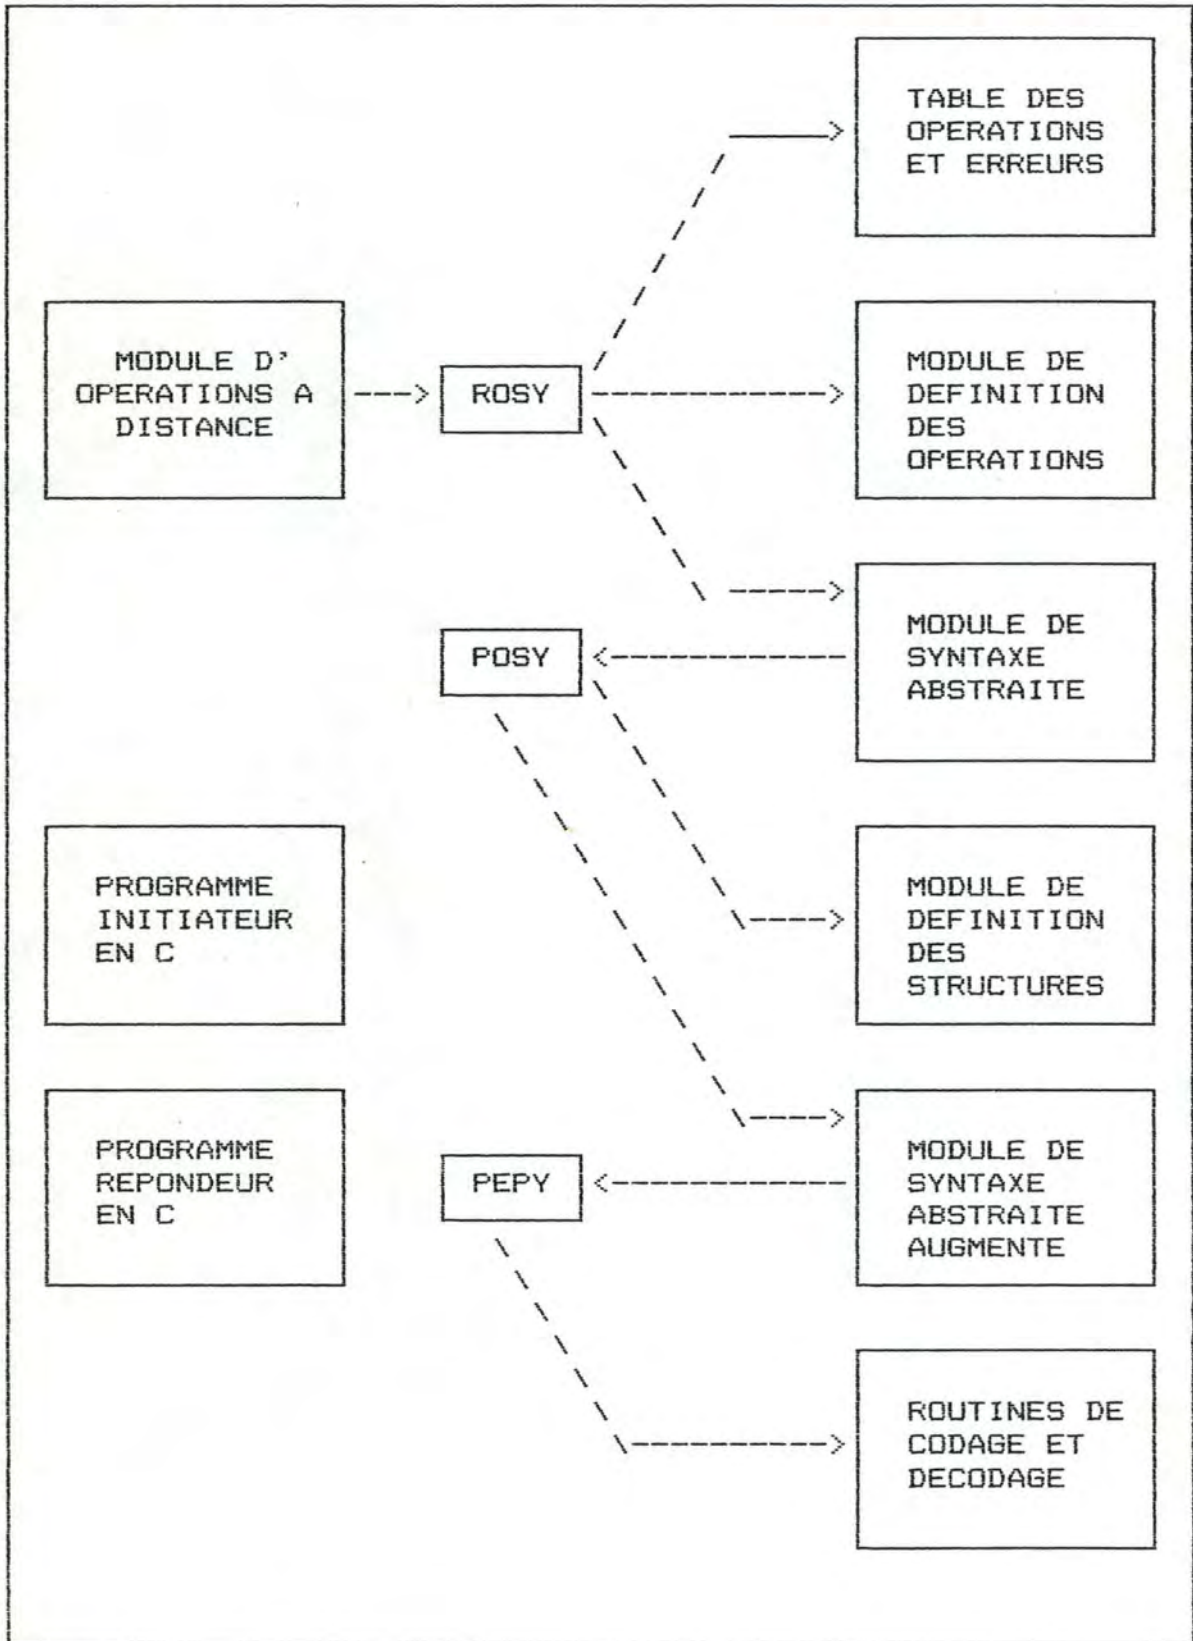 TABLE DES
OPERATIONS
ET ERREURS
MODULE D'
OPERATIONS A
DISTANCE
ROSY
MODULE DE
DEFINITION
DES
OPERATIONS
POSY
MODULE DE
SYNTAXE
ABSTRAITE
PROGRAMME
INITIATEUR
EN C
MODULE DE
DEFINITION
DES
STRUCTURES
PROGRAMME
REPONDEUR
EN C
PEPY
MODULE DE
SYNTAXE
ABSTRAITE
AUGMENTE
ROUTINES DE
CODAGE ET
DECODAGE